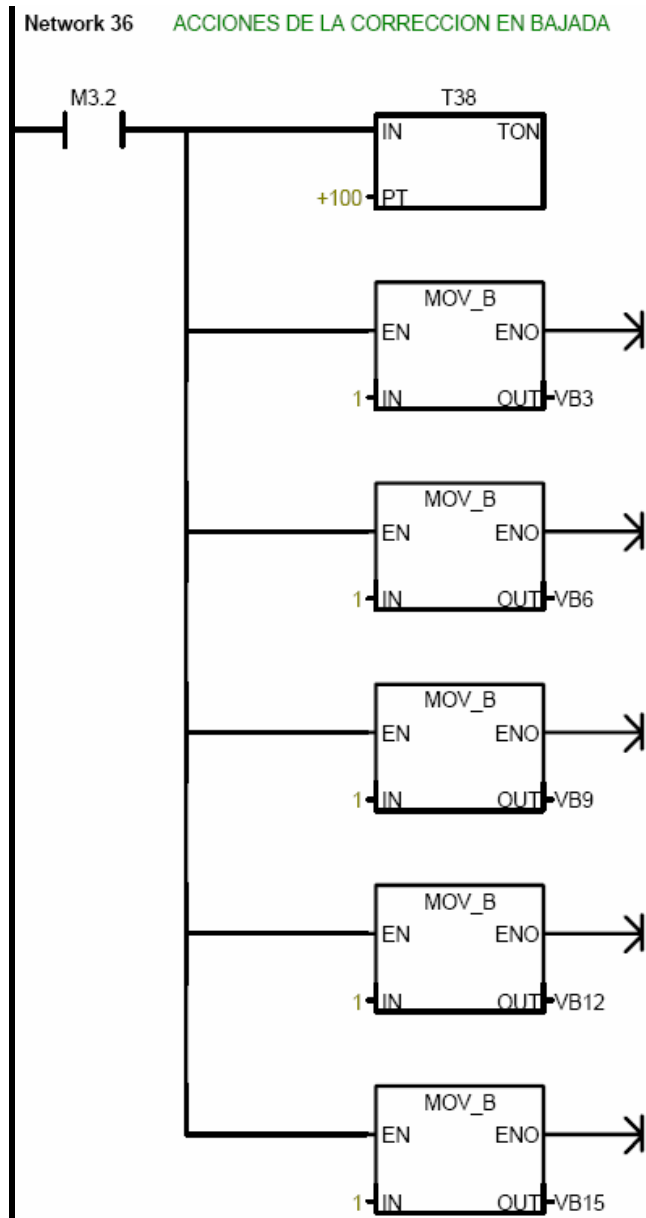 Network 36 ACCIONES DE LA CORRECCION EN BAJADA
M3.2
T38
IN TON
+100 PT
MOV_B
EN ENO
1 IN OUT VB3
MOV_B
EN ENO
1 IN OUT VB6
MOV_B
EN ENO
1 IN OUT VB9
MOV_B
EN ENO
1 IN OUT VB12
MOV_B
EN ENO
1 IN OUT VB15